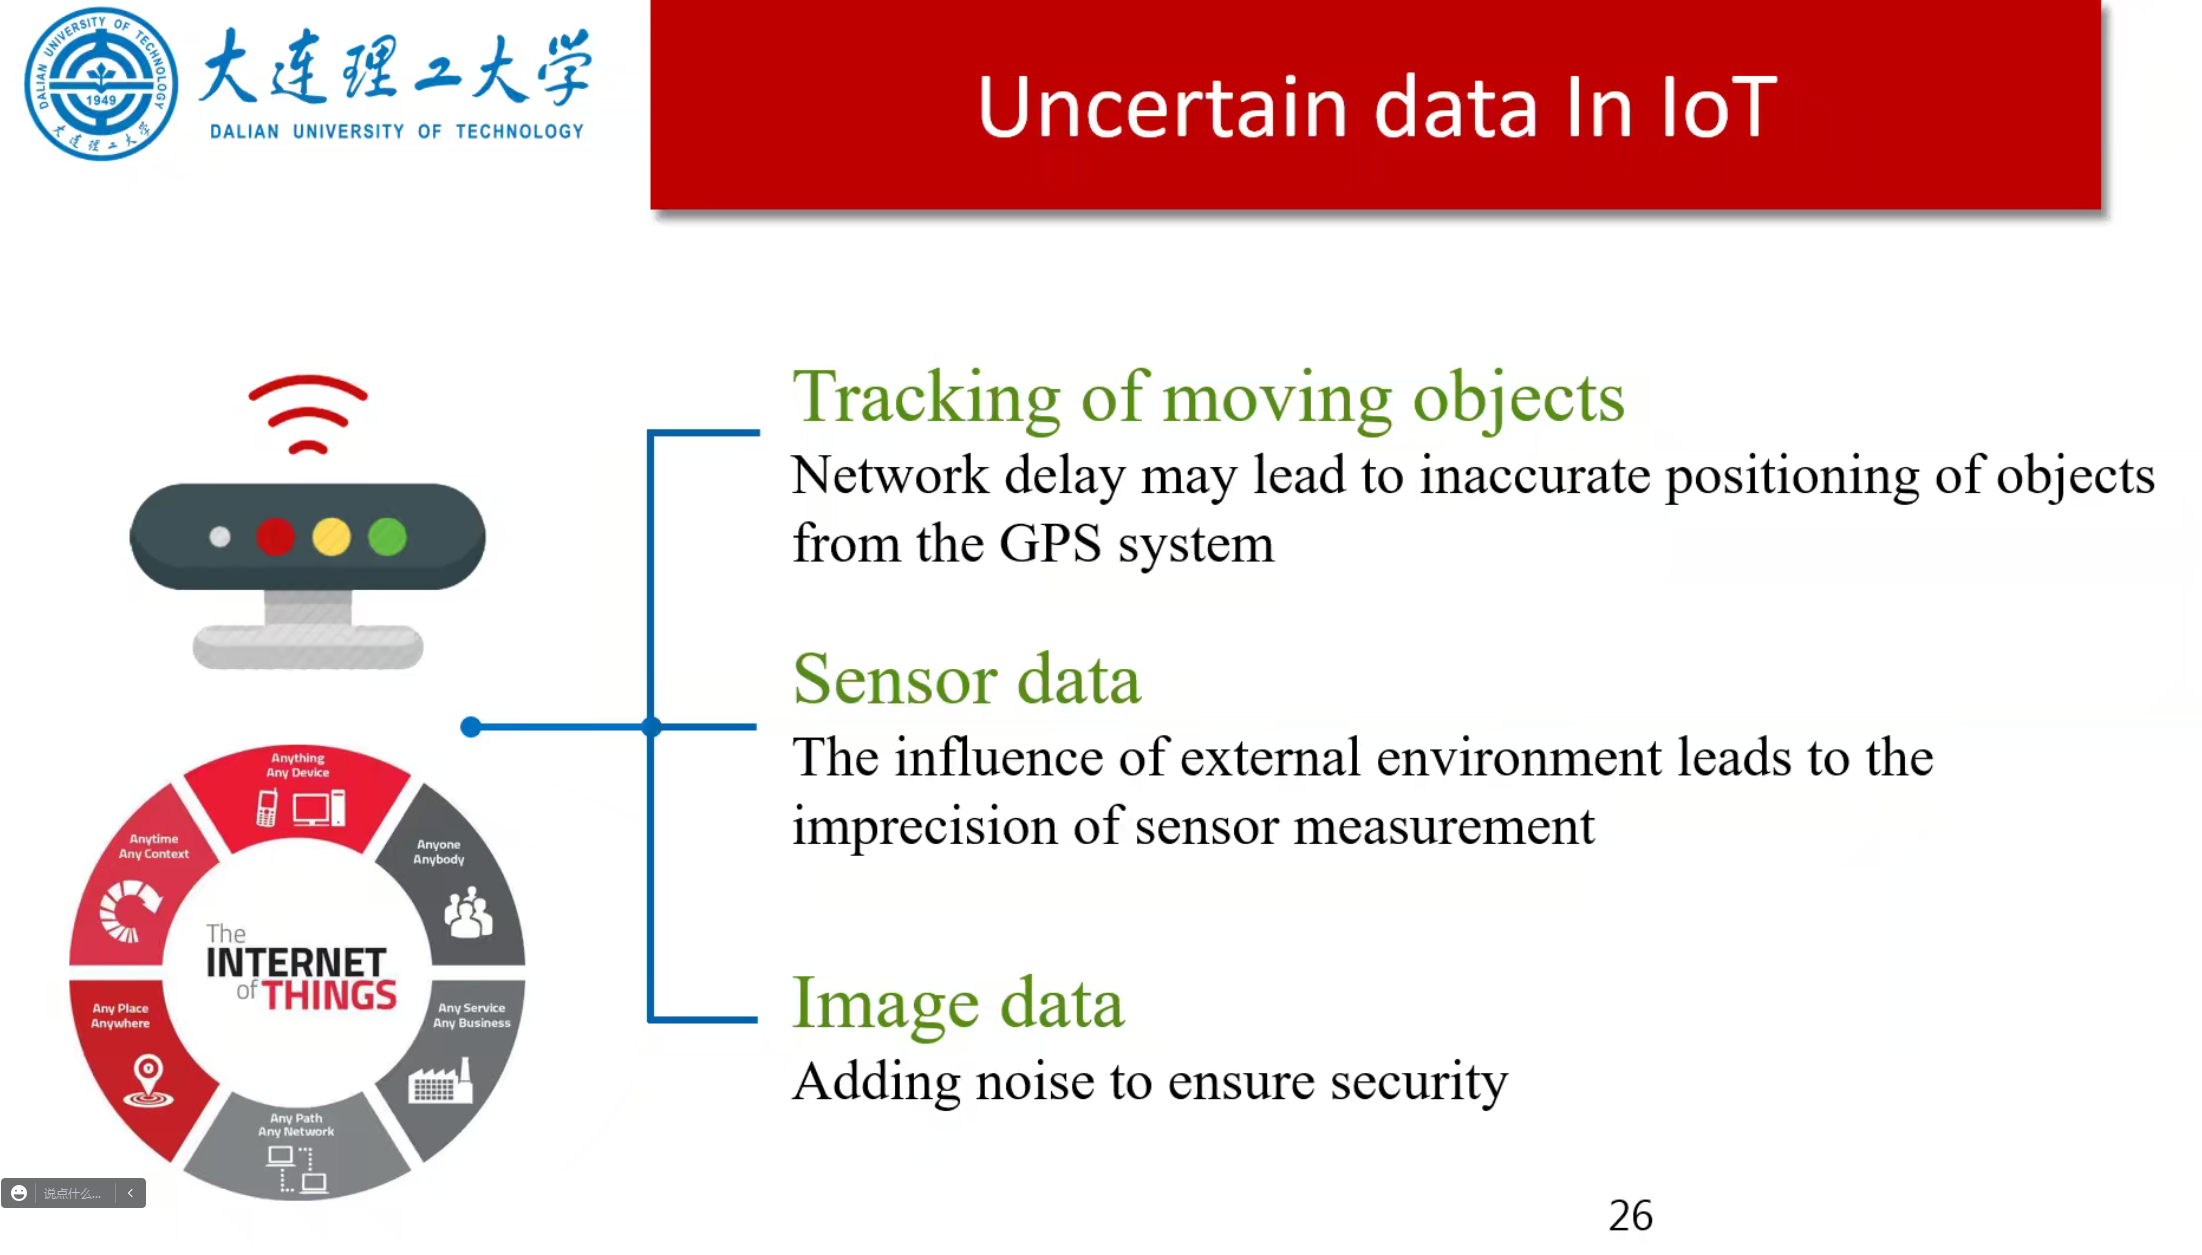 DALIAN UNIVERSITY OF TECHNOLOGY
1949
大连理工大学
大连理工大学
DALIAN UNIVERSITY OF TECHNOLOGY
Uncertain data In IoT
Tracking of moving objects
Network delay may lead to inaccurate positioning of objects
from the GPS system
Sensor data
The influence of external environment leads to the
imprecision of sensor measurement
Image data
Adding noise to ensure security
Anything
Any Device
Anyone
Anybody
Any Service
Any Business
Any Path
Any Network
Any Place
Anywhere
Anytime
Any Context
The
INTERNET
of THINGS
说点什么...
26